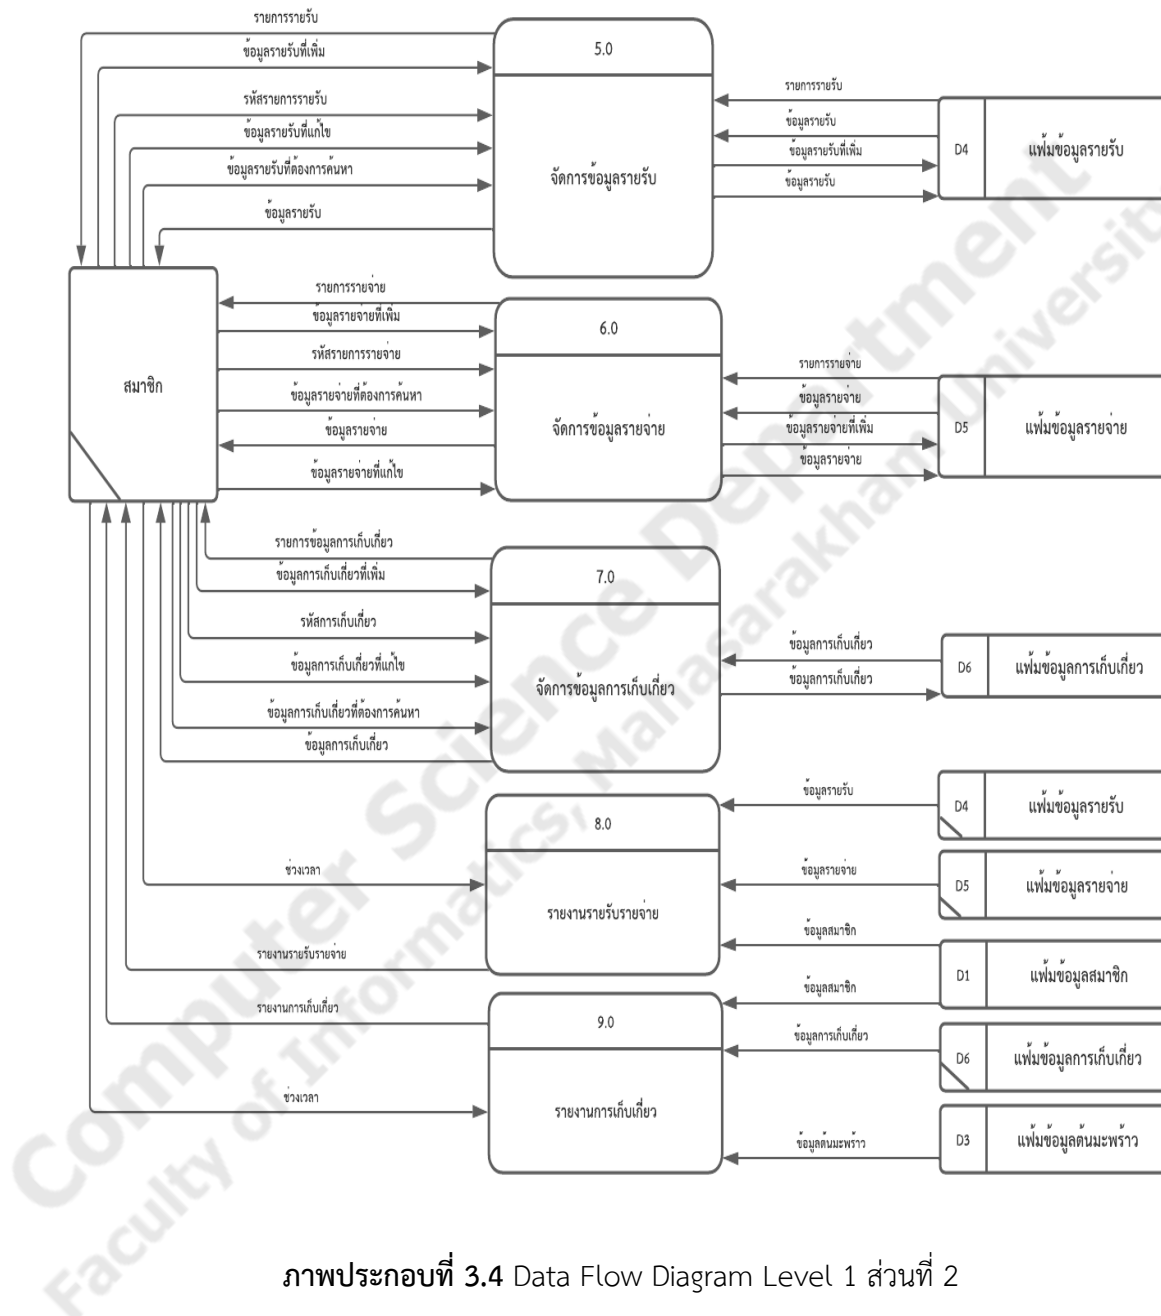 รายการรายรับ
ข้อมูลรายรับที่เพิ่ม
รหัสรายการรายรับ
ข้อมูลรายรับที่แก้ไข
ข้อมูลรายรับที่ต้องการค้นหา
ข้อมูลรายรับ
5.0
จัดการข้อมูลรายรับ
รายการรายรับ
ข้อมูลรายรับ
ข้อมูลรายรับที่เพิ่ม
ข้อมูลรายรับ
D4
แฟ้มข้อมูลรายรับ
สมาชิก
รายการรายจ่าย
ข้อมูลรายจ่ายที่เพิ่ม
รหัสรายการรายจ่าย
ข้อมูลรายจ่ายที่ต้องการค้นหา
ข้อมูลรายจ่าย
ข้อมูลรายจ่ายที่แก้ไข
6.0
จัดการข้อมูลรายจ่าย
รายการรายจ่าย
ข้อมูลรายจ่าย
ข้อมูลรายจ่ายที่เพิ่ม
ข้อมูลรายจ่าย
D5
แฟ้มข้อมูลรายจ่าย
รายการข้อมูลการเก็บเกี่ยว
ข้อมูลการเก็บเกี่ยวที่เพิ่ม
รหัสการเก็บเกี่ยว
ข้อมูลการเก็บเกี่ยวที่แก้ไข
ข้อมูลการเก็บเกี่ยวที่ต้องการค้นหา
ข้อมูลการเก็บเกี่ยว
7.0
จัดการข้อมูลการเก็บเกี่ยว
ข้อมูลการเก็บเกี่ยว
ข้อมูลการเก็บเกี่ยว
D6
แฟ้มข้อมูลการเก็บเกี่ยว
ช่วงเวลา
รายงานรายรับรายจ่าย
8.0
รายงานรายรับรายจ่าย
ข้อมูลรายรับ
D4
แฟ้มข้อมูลรายรับ
ข้อมูลรายจ่าย
D5
แฟ้มข้อมูลรายจ่าย
ข้อมูลสมาชิก
ข้อมูลสมาชิก
D1
แฟ้มข้อมูลสมาชิก
รายงานการเก็บเกี่ยว
ช่วงเวลา
9.0
รายงานการเก็บเกี่ยว
ข้อมูลการเก็บเกี่ยว
D6
แฟ้มข้อมูลการเก็บเกี่ยว
ข้อมูลต้นมะพร้าว
D3
แฟ้มข้อมูลต้นมะพร้าว
Computer Science Department
Faculty of Informatics, Mahasarakham University
ภาพประกอบที่ 3.4 Data Flow Diagram Level 1 ส่วนที่ 2